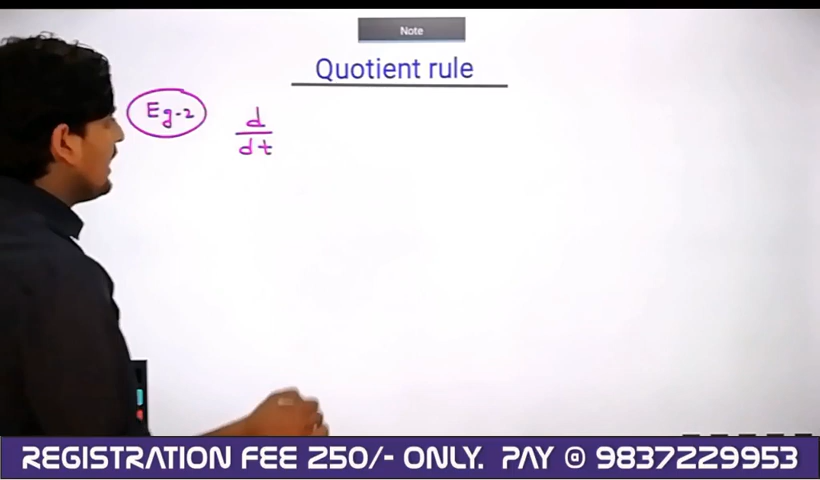 Note
Quotient rule
Eg-2
d
dt
REGISTRATION FEE 250/- ONLY. PAY @ 9837229953